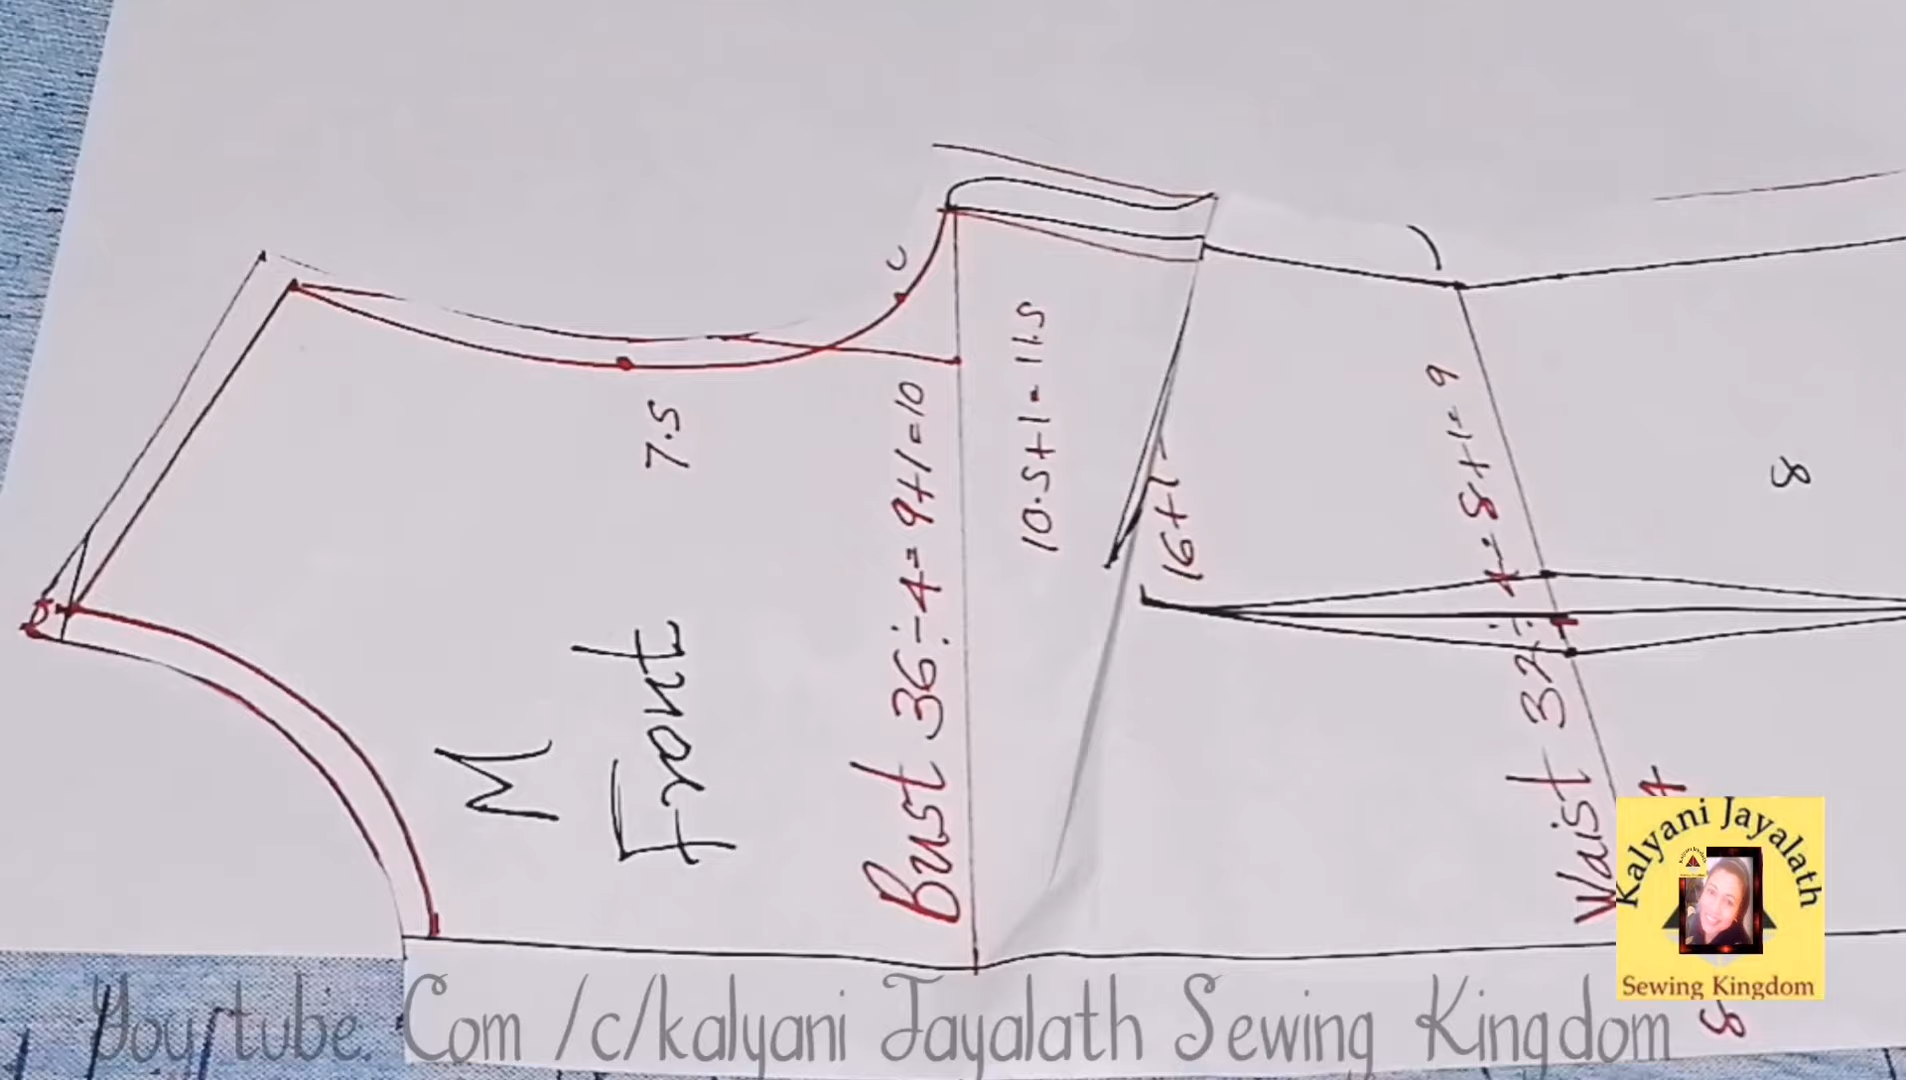 M
Front
7.5
Bust 36÷4=9+1=10
10.5+1=11.5
16+1-
Waist 32÷4=8+1=9
8
Kalyani Jayalath
Sewing Kingdom
Youtube.Com/c/kalyani Jayalath Sewing Kingdom